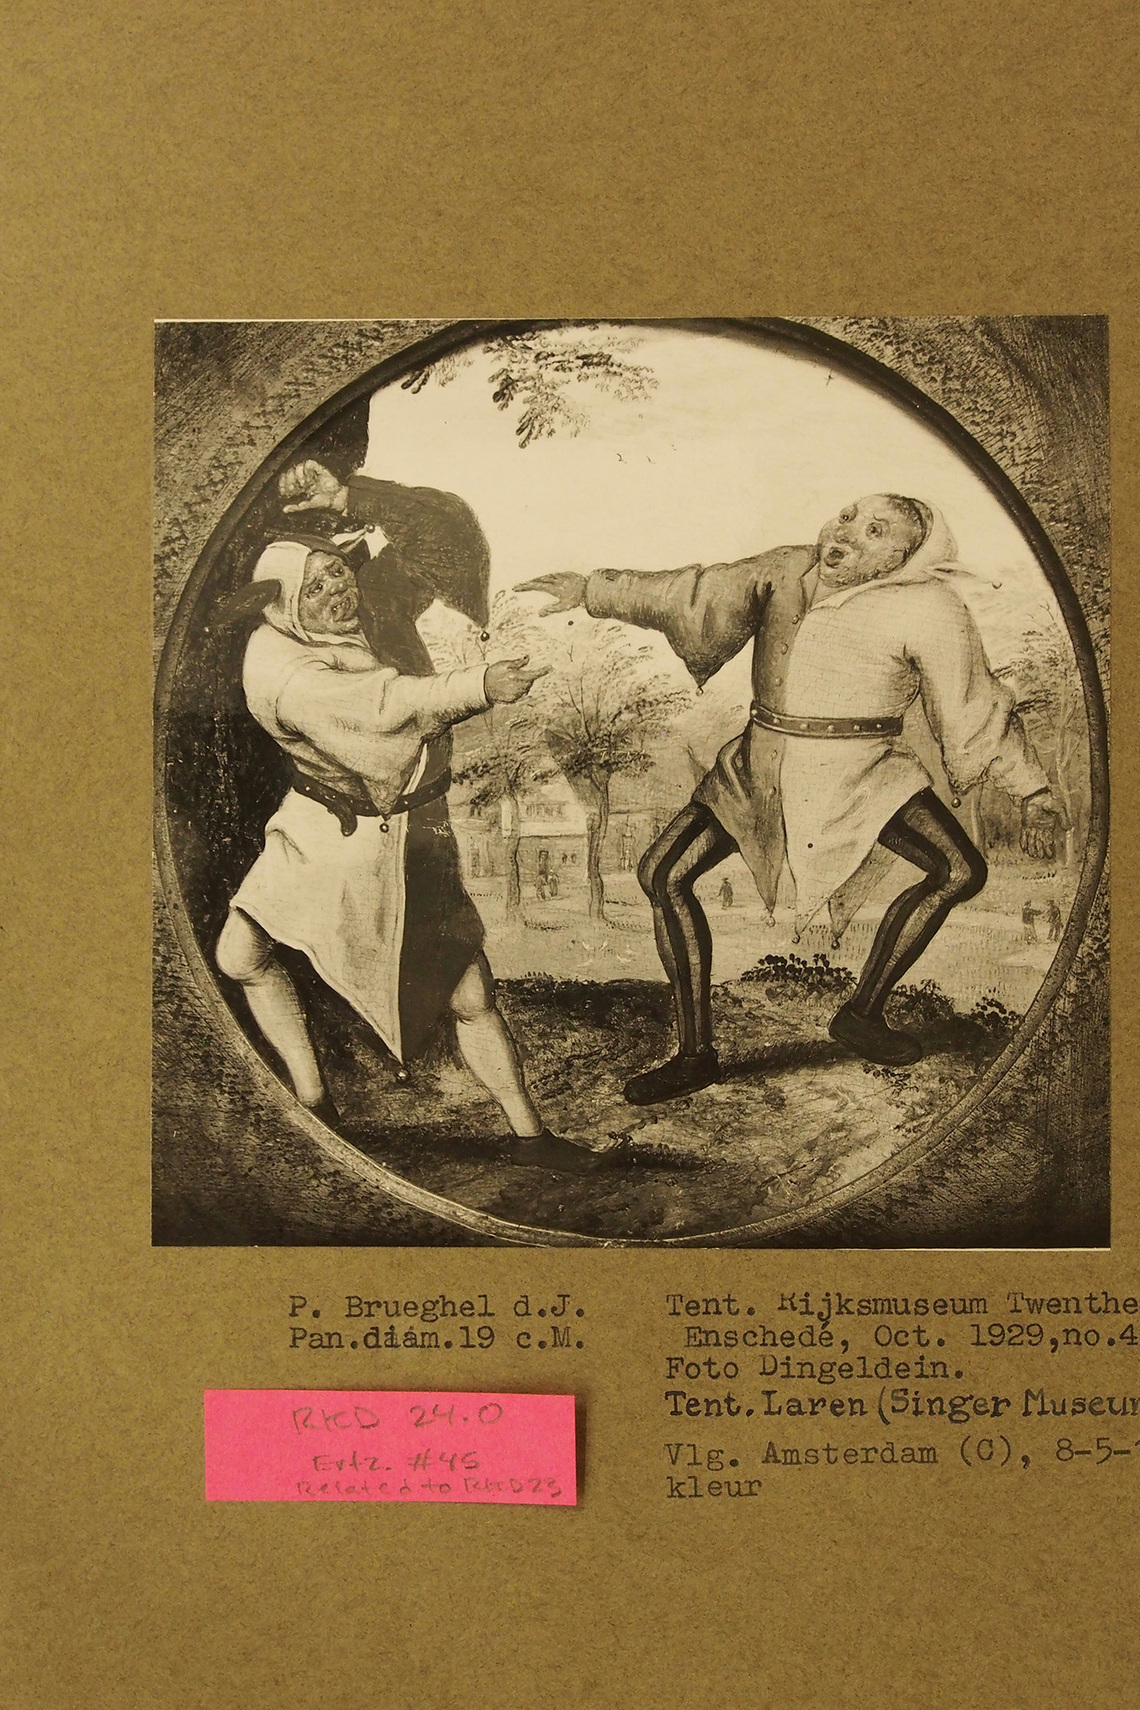 P. Brueghel d.J.
Pan.diam.19 c.M.
Tent. Rijksmuseum Twenthe
Enschedé, Oct. 1929,no.4
Foto Dingeldein.
Tent. Laren (Singer Museum
Vlg. Amsterdam (C), 8-5-
kleur
RKD 24.0
Ertz. #45
Related to RKD23